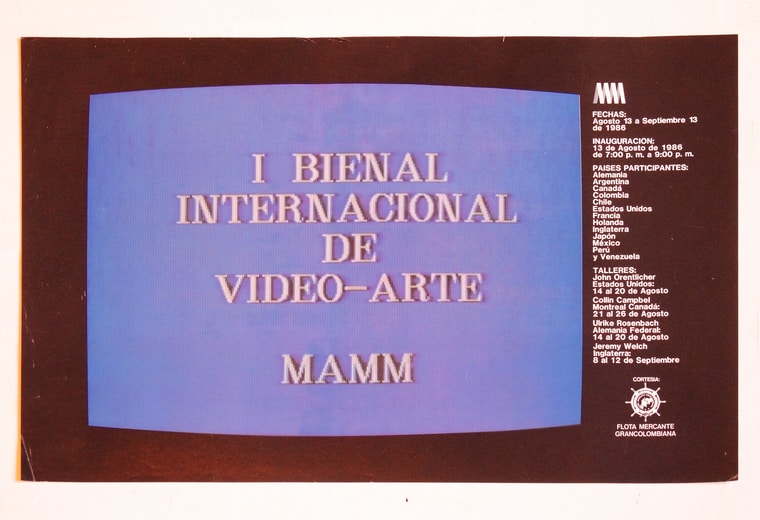 I BIENAL
INTERNACIONAL
DE
VIDEO-ARTE
MAMM
FECHAS:
Agosto 13 a Septiembre 13
de 1986
INAUGURACION:
13 de Agosto de 1986
de 7:00 p. m. a 9:00 p. m.
PAISES PARTICIPANTES:
Alemania
Argentina
Canadá
Colombia
Chile
Estados Unidos
Francia
Holanda
Inglaterra
Japón
México
Perú
y Venezuela
TALLERES:
John Orentlicher
Estados Unidos:
14 al 20 de Agosto
Collin Campbel
Montreal Canadá:
21 al 26 de Agosto
Ulrike Rosenbach
Alemania Federal:
14 al 20 de Agosto
Jeremy Welch
Inglaterra:
8 al 12 de Septiembre
CORTESIA:
FLOTA MERCANTE
GRANCOLOMBIANA